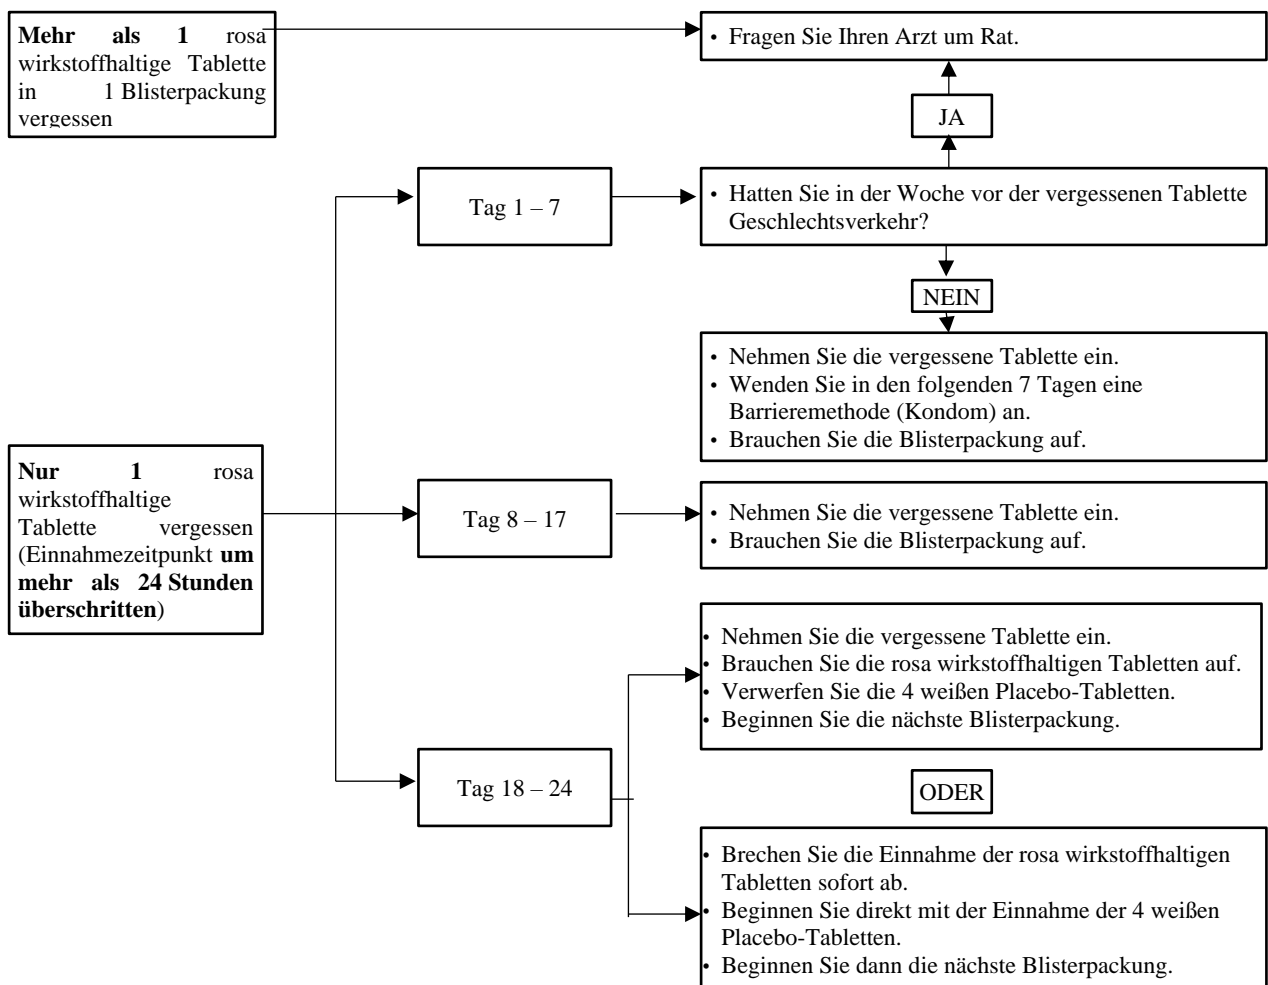 Mehr als 1 rosa
wirkstoffhaltige Tablette
in 1 Blisterpackung
vergessen
• Fragen Sie Ihren Arzt um Rat.
JA
Tag 1 – 7
• Hatten Sie in der Woche vor der vergessenen Tablette
Geschlechtsverkehr?
NEIN
• Nehmen Sie die vergessene Tablette ein.
• Wenden Sie in den folgenden 7 Tagen eine
Barrieremethode (Kondom) an.
• Brauchen Sie die Blisterpackung auf.
Nur 1 rosa
wirkstoffhaltige
Tablette vergessen
(Einnahmezeitpunkt um
mehr als 24 Stunden
überschritten)
Tag 8 – 17
• Nehmen Sie die vergessene Tablette ein.
• Brauchen Sie die Blisterpackung auf.
Tag 18 – 24
• Nehmen Sie die vergessene Tablette ein.
• Brauchen Sie die rosa wirkstoffhaltigen Tabletten auf.
• Verwerfen Sie die 4 weißen Placebo-Tabletten.
• Beginnen Sie die nächste Blisterpackung.
ODER
• Brechen Sie die Einnahme der rosa wirkstoffhaltigen
Tabletten sofort ab.
• Beginnen Sie direkt mit der Einnahme der 4 weißen
Placebo-Tabletten.
• Beginnen Sie dann die nächste Blisterpackung.